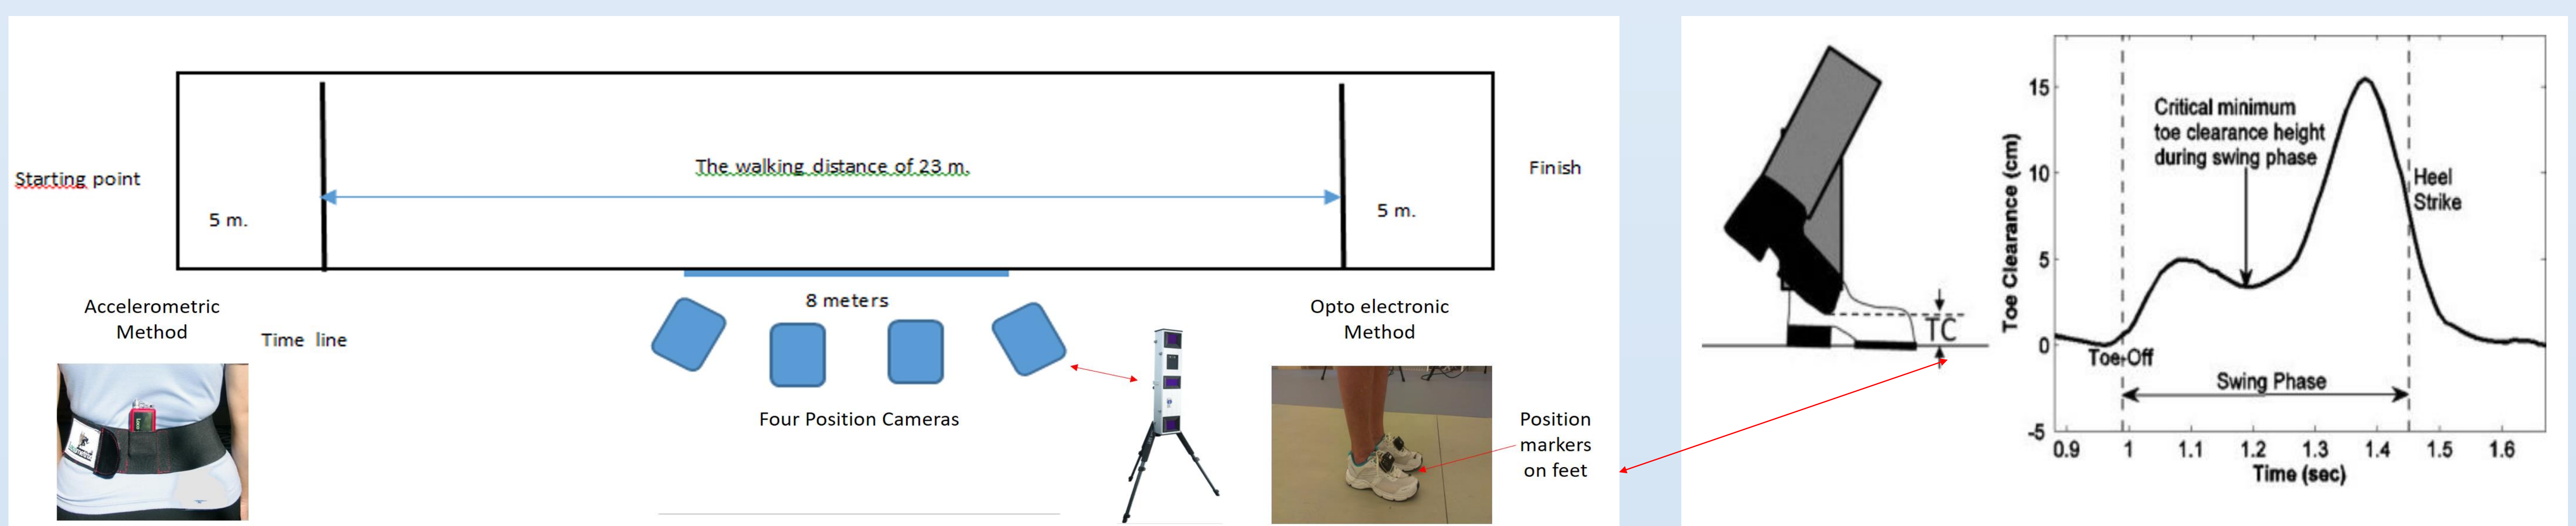 Starting point
5 m.
The walking distance of 23 m.
5 m.
Finish
Accelerometric
Method
Time line
8 meters
Four Position Cameras
Opto electronic
Method
Position
markers
on feet
TC
Toe Clearance (cm)
15
10
5
0
-5
Critical minimum
toe clearance height
during swing phase
Heel
Strike
Toe-Off
Swing Phase
0.9 1 1.1 1.2 1.3 1.4 1.5 1.6
Time (sec)